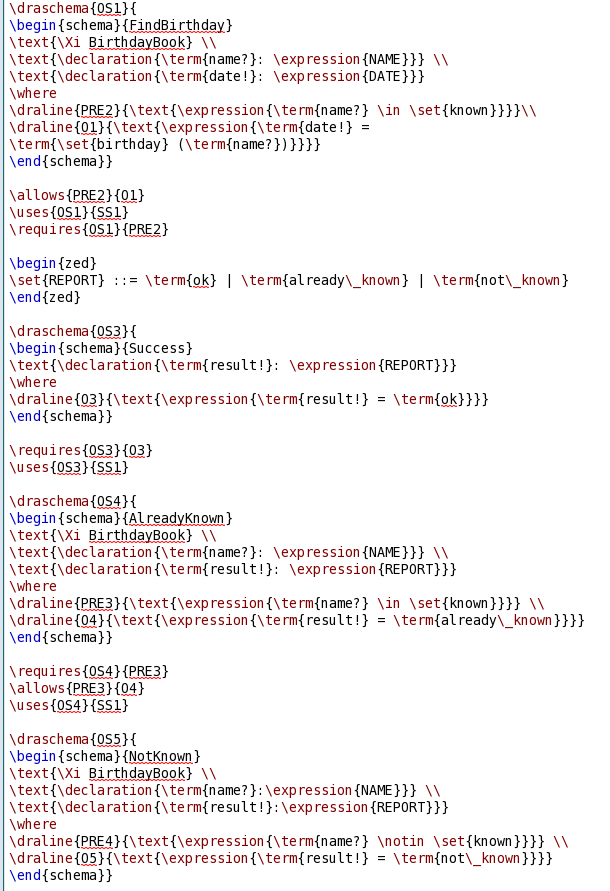 \draschema{OS1}{
\begin{schema}{FindBirthday}
\text{\Xi BirthdayBook} \\
\text{\declaration{\term{name?}: \expression{NAME}}} \\
\text{\declaration{\term{date!}: \expression{DATE}}}
\where
\draline{PRE2}{\text{\expression{\term{name?} \in \set{known}}}}\\
\draline{O1}{\text{\expression{\term{date!} =
\term{\set{birthday} (\term{name?})}}}}
\end{schema}}

\allows{PRE2}{O1}
\uses{OS1}{SS1}
\requires{OS1}{PRE2}

\begin{zed}
\set{REPORT} ::= \term{ok} | \term{already\_known} | \term{not\_known}
\end{zed}

\draschema{OS3}{
\begin{schema}{Success}
\text{\declaration{\term{result!}: \expression{REPORT}}}
\where
\draline{O3}{\text{\expression{\term{result!} = \term{ok}}}}
\end{schema}}

\requires{OS3}{O3}
\uses{OS3}{SS1}

\draschema{OS4}{
\begin{schema}{AlreadyKnown}
\text{\Xi BirthdayBook} \\
\text{\declaration{\term{name?}: \expression{NAME}}} \\
\text{\declaration{\term{result!}: \expression{REPORT}}}
\where
\draline{PRE3}{\text{\expression{\term{name?} \in \set{known}}}} \\
\draline{O4}{\text{\expression{\term{result!} = \term{already\_known}}}}
\end{schema}}

\requires{OS4}{PRE3}
\allows{PRE3}{O4}
\uses{OS4}{SS1}

\draschema{OS5}{
\begin{schema}{NotKnown}
\text{\Xi BirthdayBook} \\
\text{\declaration{\term{name?}:\expression{NAME}}} \\
\text{\declaration{\term{result!}:\expression{REPORT}}}
\where
\draline{PRE4}{\text{\expression{\term{name?} \notin \set{known}}}} \\
\draline{O5}{\text{\expression{\term{result!} = \term{not\_known}}}}
\end{schema}}